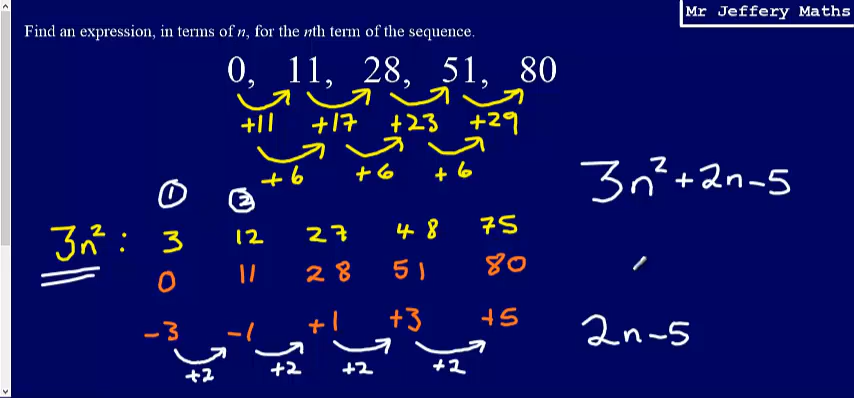 Mr Jeffery Maths
Find an expression, in terms of n, for the nth term of the sequence.
0, 11, 28, 51, 80
+11 +17 +23 +29
+6 +6 +6
3n²+2n-5
① ②
3n² : 3 12 27 48 75
0 11 28 51 80
-3 -1 +1 +3 +5
2n-5
+2 +2 +2 +2